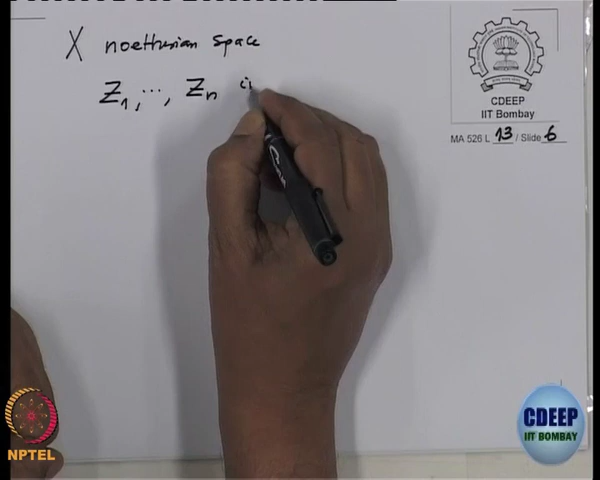 X noetherian space
Z₁, ..., Zₙ
CDEEP
IIT Bombay
MA 526 L 13 / Slide 6
NPTEL
CDEEP
IIT BOMBAY